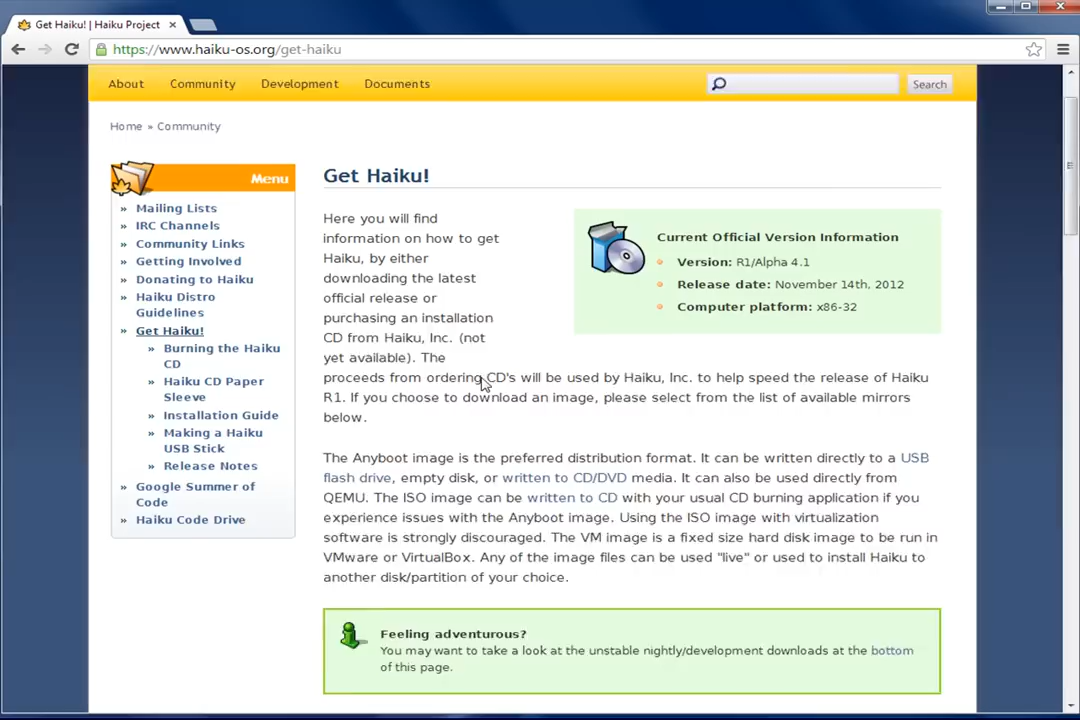 Get Haiku! | Haiku Project
https://www.haiku-os.org/get-haiku
About Community Development Documents Search
Home » Community
Menu
» Mailing Lists
» IRC Channels
» Community Links
» Getting Involved
» Donating to Haiku
» Haiku Distro
Guidelines
» Get Haiku!
» Burning the Haiku
CD
» Haiku CD Paper
Sleeve
» Installation Guide
» Making a Haiku
USB Stick
» Release Notes
» Google Summer of
Code
» Haiku Code Drive
Get Haiku!
Here you will find
information on how to get
Haiku, by either
downloading the latest
official release or
purchasing an installation
CD from Haiku, Inc. (not
yet available). The
proceeds from ordering CD's will be used by Haiku, Inc. to help speed the release of Haiku
R1. If you choose to download an image, please select from the list of available mirrors
below.
Current Official Version Information
Version: R1/Alpha 4.1
Release date: November 14th, 2012
Computer platform: x86-32
The Anyboot image is the preferred distribution format. It can be written directly to a USB
flash drive, empty disk, or written to CD/DVD media. It can also be used directly from
QEMU. The ISO image can be written to CD with your usual CD burning application if you
experience issues with the Anyboot image. Using the ISO image with virtualization
software is strongly discouraged. The VM image is a fixed size hard disk image to be run in
VMware or VirtualBox. Any of the image files can be used "live" or used to install Haiku to
another disk/partition of your choice.
Feeling adventurous?
You may want to take a look at the unstable nightly/development downloads at the bottom
of this page.